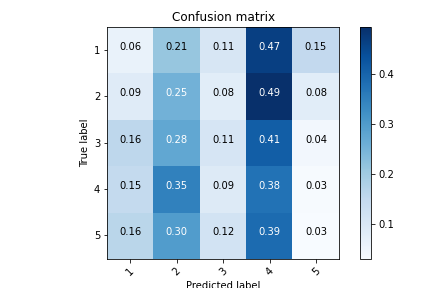 Confusion matrix
1 0.06 0.21 0.11 0.47 0.15
2 0.09 0.25 0.08 0.49 0.08
3 0.16 0.28 0.11 0.41 0.04
4 0.15 0.35 0.09 0.38 0.03
5 0.16 0.30 0.12 0.39 0.03
True label
1 2 3 4 5
Predicted label
0.4
0.3
0.2
0.1